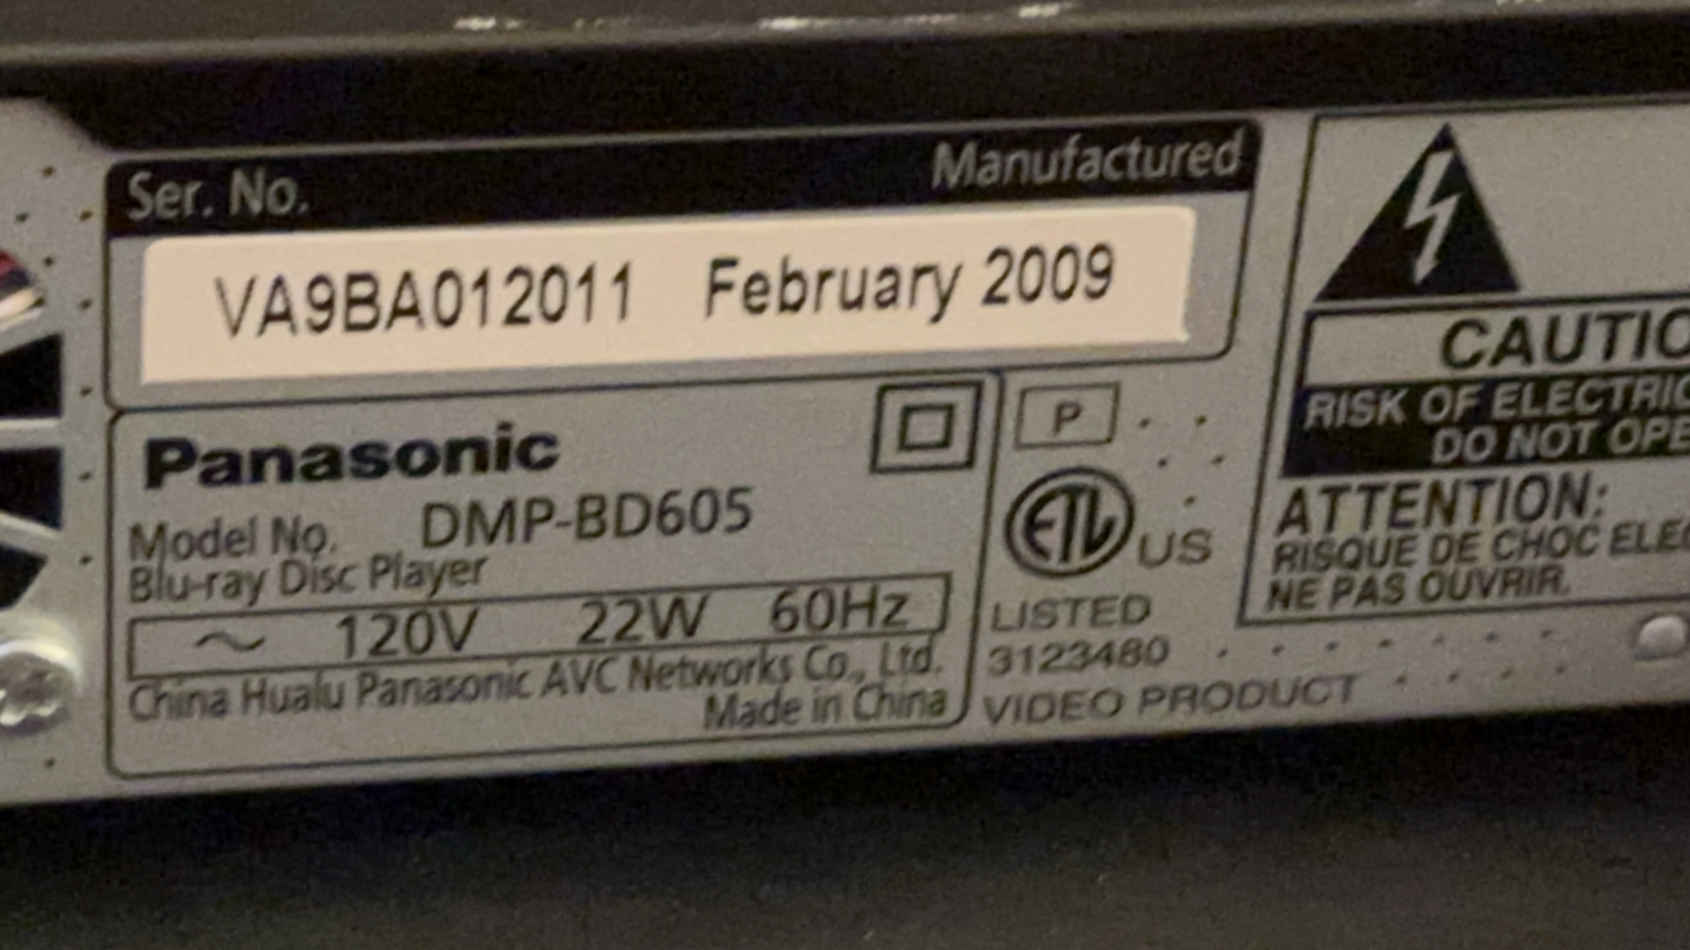 Ser. No. Manufactured
VA9BA012011 February 2009
Panasonic
Model No. DMP-BD605
Blu-ray Disc Player
~ 120V 22W 60Hz
China Hualu Panasonic AVC Networks Co., Ltd.
Made in China
P
ETL US
LISTED
3123480
VIDEO PRODUCT
CAUTIO
RISK OF ELECTRIC
DO NOT OPE
ATTENTION:
RISQUE DE CHOC ELEC
NE PAS OUVRIR.